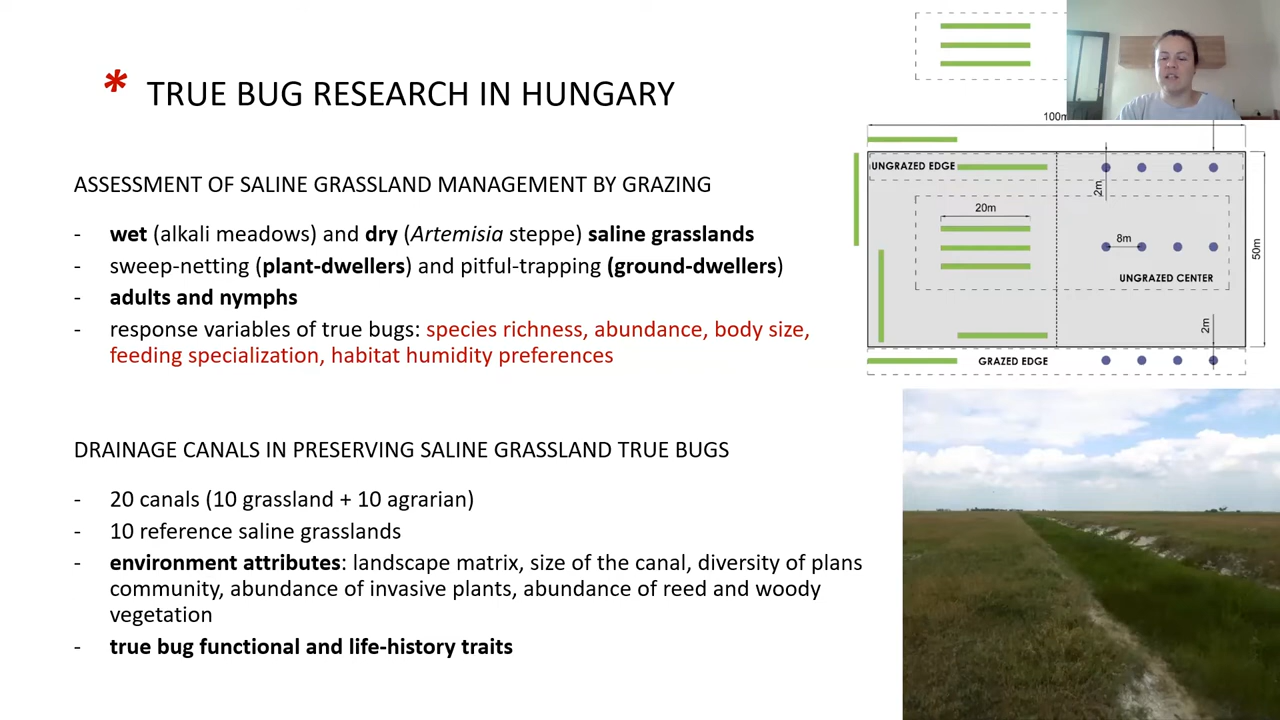 * TRUE BUG RESEARCH IN HUNGARY
ASSESSMENT OF SALINE GRASSLAND MANAGEMENT BY GRAZING
- wet (alkali meadows) and dry (Artemisia steppe) saline grasslands
- sweep-netting (plant-dwellers) and pitful-trapping (ground-dwellers)
- adults and nymphs
- response variables of true bugs: species richness, abundance, body size,
feeding specialization, habitat humidity preferences
DRAINAGE CANALS IN PRESERVING SALINE GRASSLAND TRUE BUGS
- 20 canals (10 grassland + 10 agrarian)
- 10 reference saline grasslands
- environment attributes: landscape matrix, size of the canal, diversity of plans
community, abundance of invasive plants, abundance of reed and woody
vegetation
- true bug functional and life-history traits
100m
UNGRAZED EDGE
2m
20m
8m
50m
UNGRAZED CENTER
2m
GRAZED EDGE